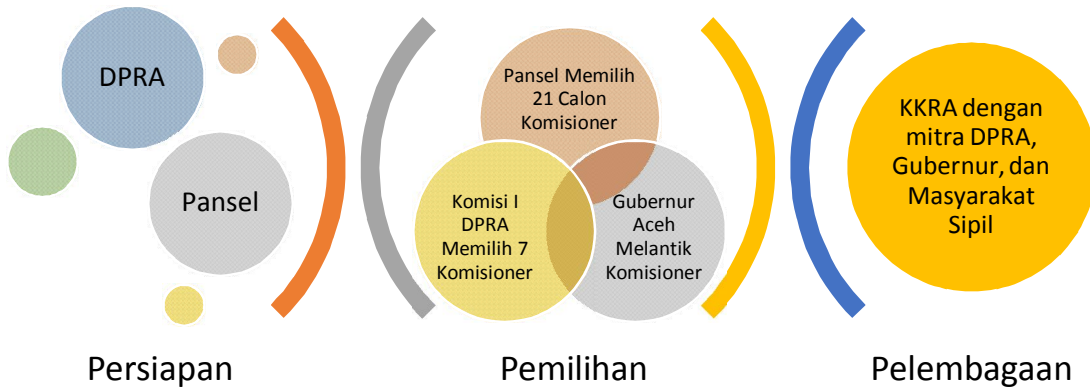 DPRA
Pansel
Persiapan
Pansel Memilih
21 Calon
Komisioner
Komisi I
DPRA
Memilih 7
Komisioner
Gubernur
Aceh
Melantik
Komisioner
Pemilihan
KKRA dengan
mitra DPRA,
Gubernur, dan
Masyarakat
Sipil
Pelembagaan